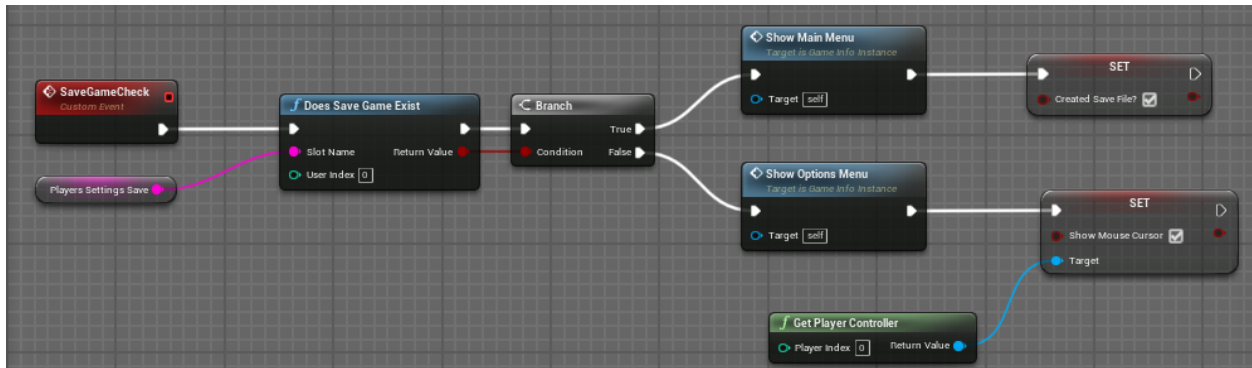 SaveGameCheck
Custom Event
Players Settings Save
Does Save Game Exist
Slot Name
Return Value
User Index 0
Branch
True
Condition
False
Show Main Menu
Target is Game Info Instance
Target self
SET
Created Save File?
Show Options Menu
Target is Game Info Instance
Target self
SET
Show Mouse Cursor
Target
Get Player Controller
Player Index 0
Return Value